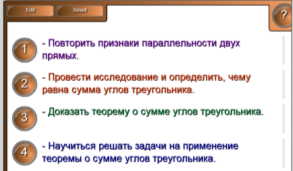 Edit Reset ?
1 - Повторить признаки параллельности двух
прямых.
2 - Провести исследование и определить, чему
равна сумма углов треугольника.
3 - Доказать теорему о сумме углов треугольника.
4 - Научиться решать задачи на применение
теоремы о сумме углов треугольника.